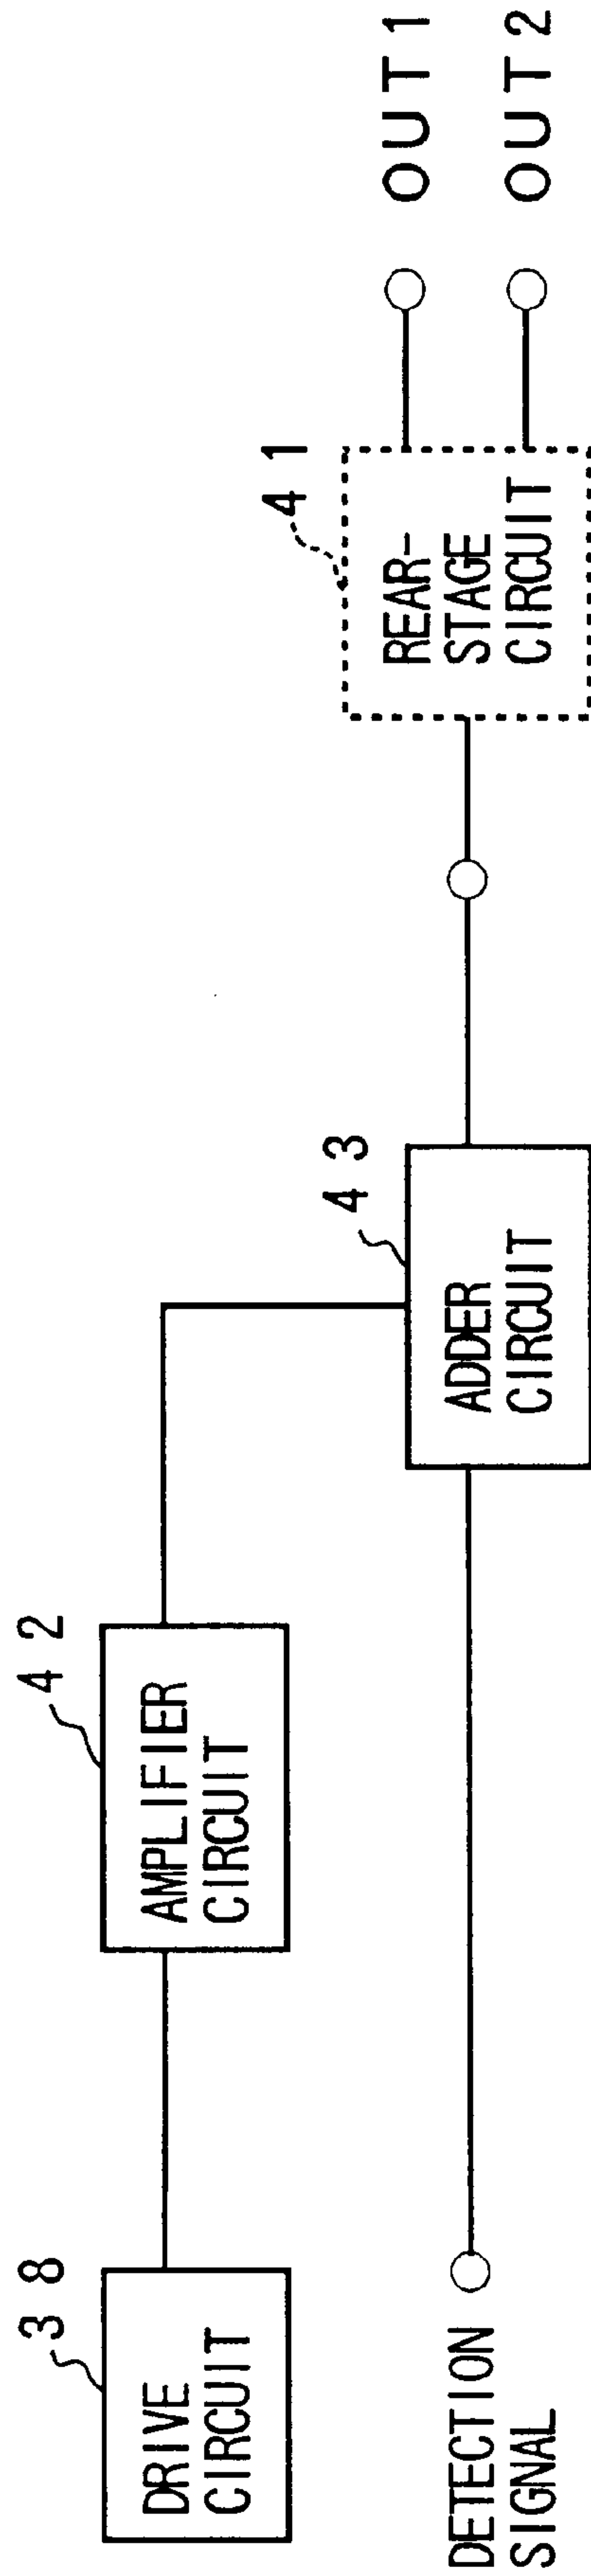 38
DRIVE
CIRCUIT
42
AMPLIFIER
CIRCUIT
DETECTION
SIGNAL
43
ADDER
CIRCUIT
41
REAR-
STAGE
CIRCUIT
OUT1
OUT2